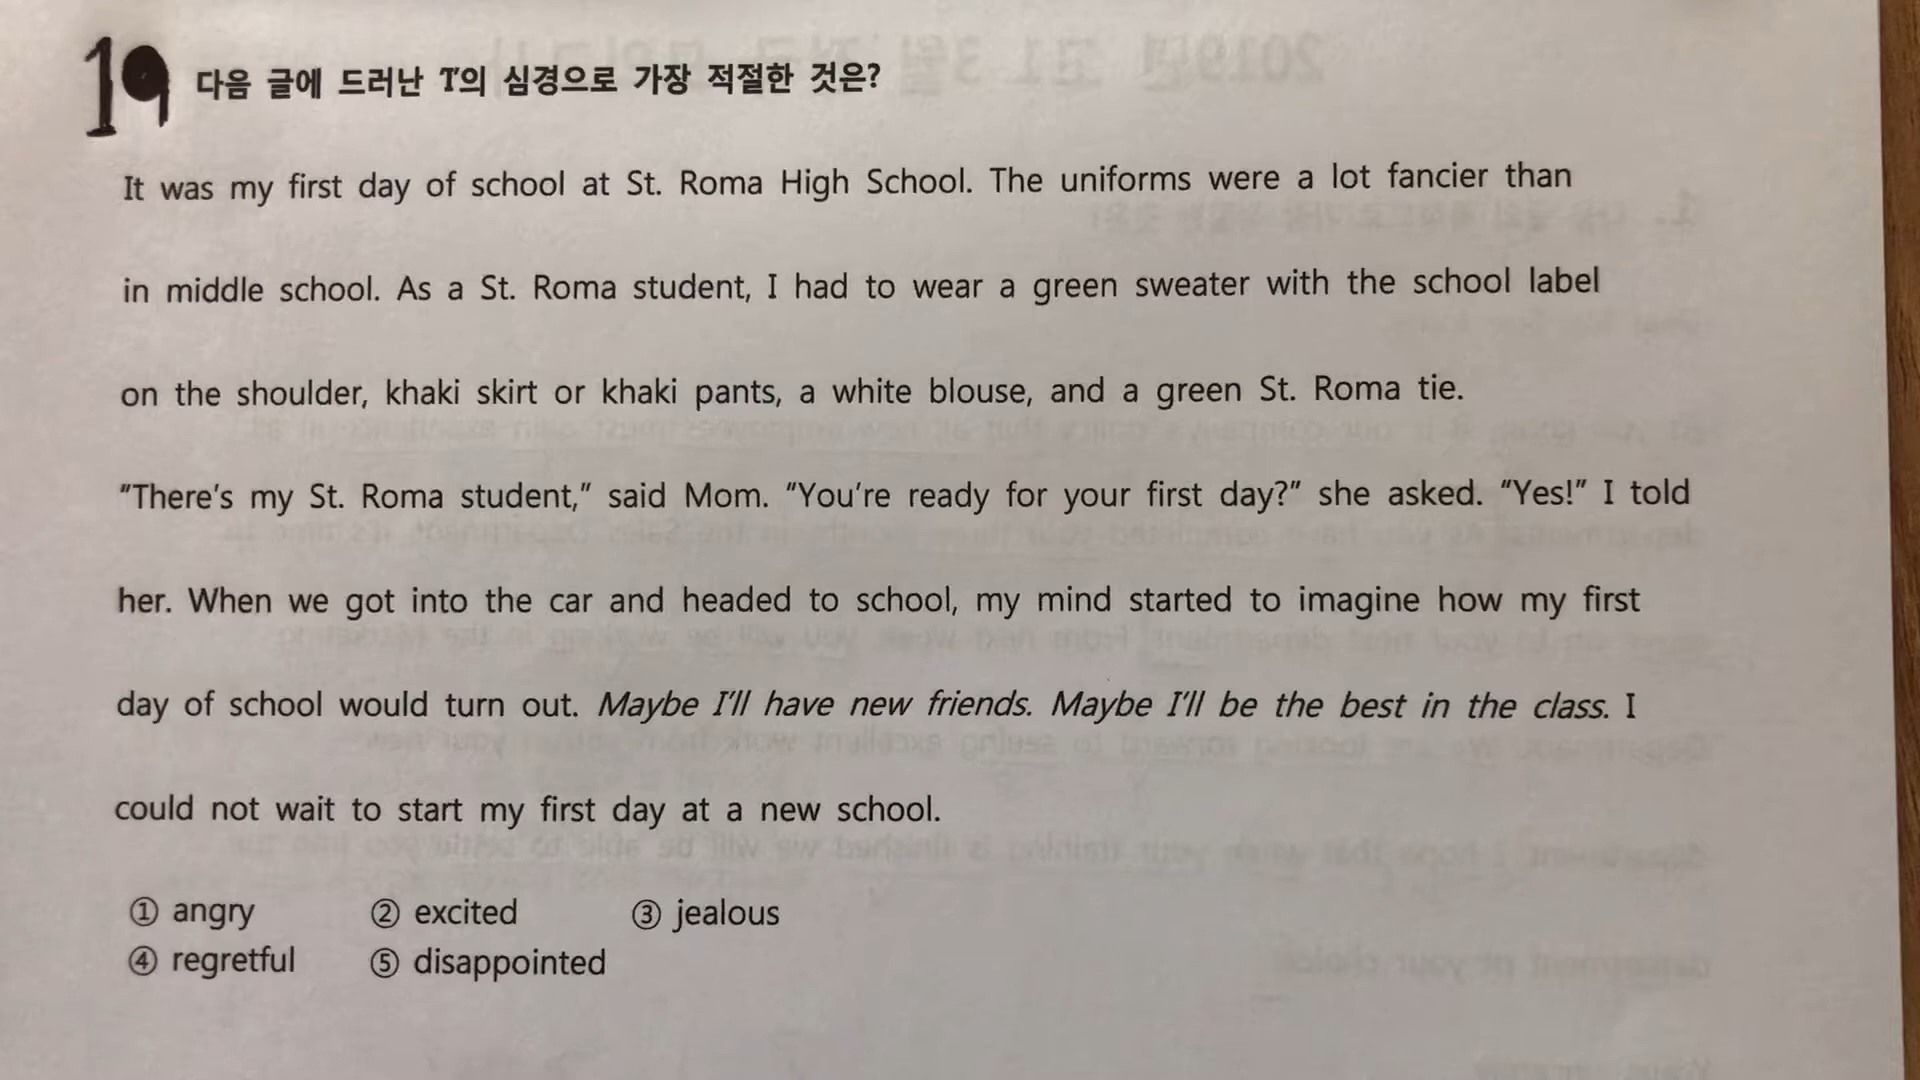 19 다음 글에 드러난 'I'의 심경으로 가장 적절한 것은?
It was my first day of school at St. Roma High School. The uniforms were a lot fancier than
in middle school. As a St. Roma student, I had to wear a green sweater with the school label
on the shoulder, khaki skirt or khaki pants, a white blouse, and a green St. Roma tie.
“There’s my St. Roma student,” said Mom. “You’re ready for your first day?” she asked. “Yes!” I told
her. When we got into the car and headed to school, my mind started to imagine how my first
day of school would turn out. Maybe I’ll have new friends. Maybe I’ll be the best in the class. I
could not wait to start my first day at a new school.
① angry ② excited ③ jealous
④ regretful ⑤ disappointed